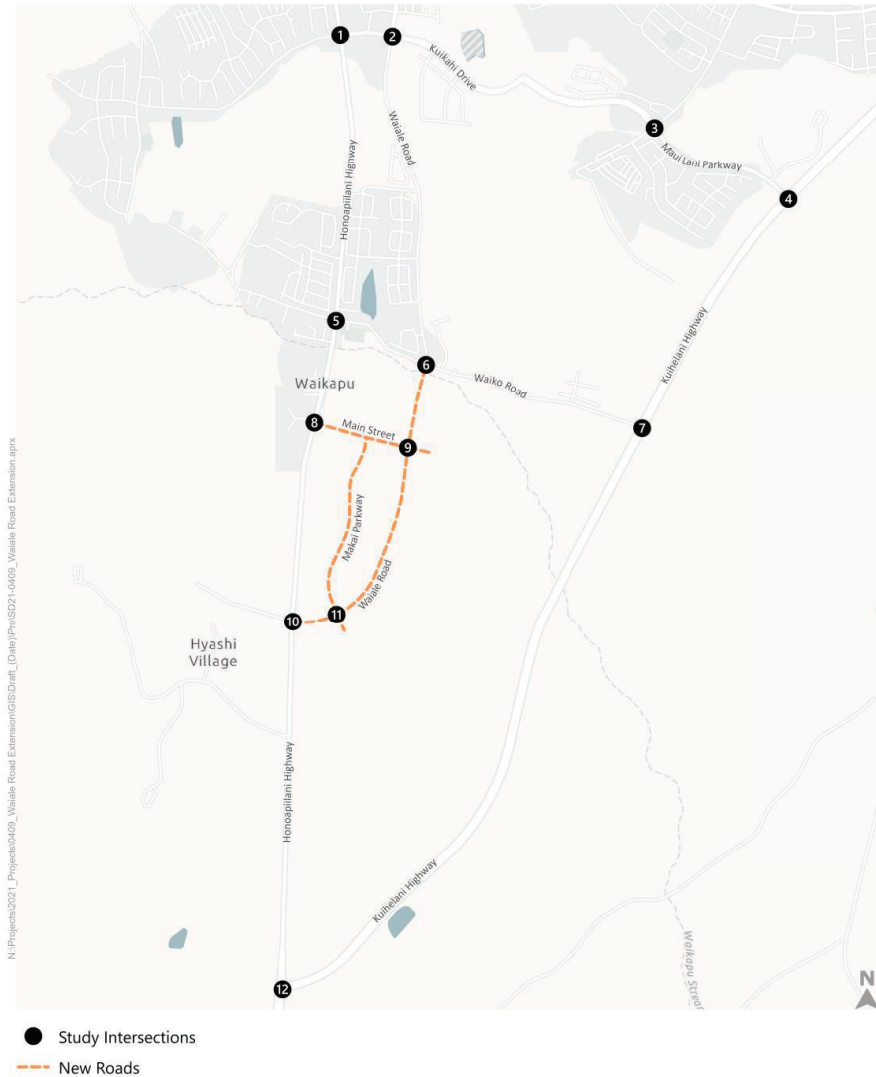 1
2
Kuikahi Drive
Waiale Road
Honoapiilani Highway
3
Maui Lani Parkway
4
5
6
Kuihelani Highway
Waikapu
Waiko Road
7
8
Main Street
9
Makai Parkway
Waiale Road
10
11
Hyashi
Village
Honoapiilani Highway
Kuihelani Highway
Waikapu Stream
12
N
N:\Projects\2021_Projects\0409_Waiale Road Extension\GIS\Draft_(Date)\Pro\SD21-0409_Waiale Road Extension.aprx
Study Intersections
New Roads